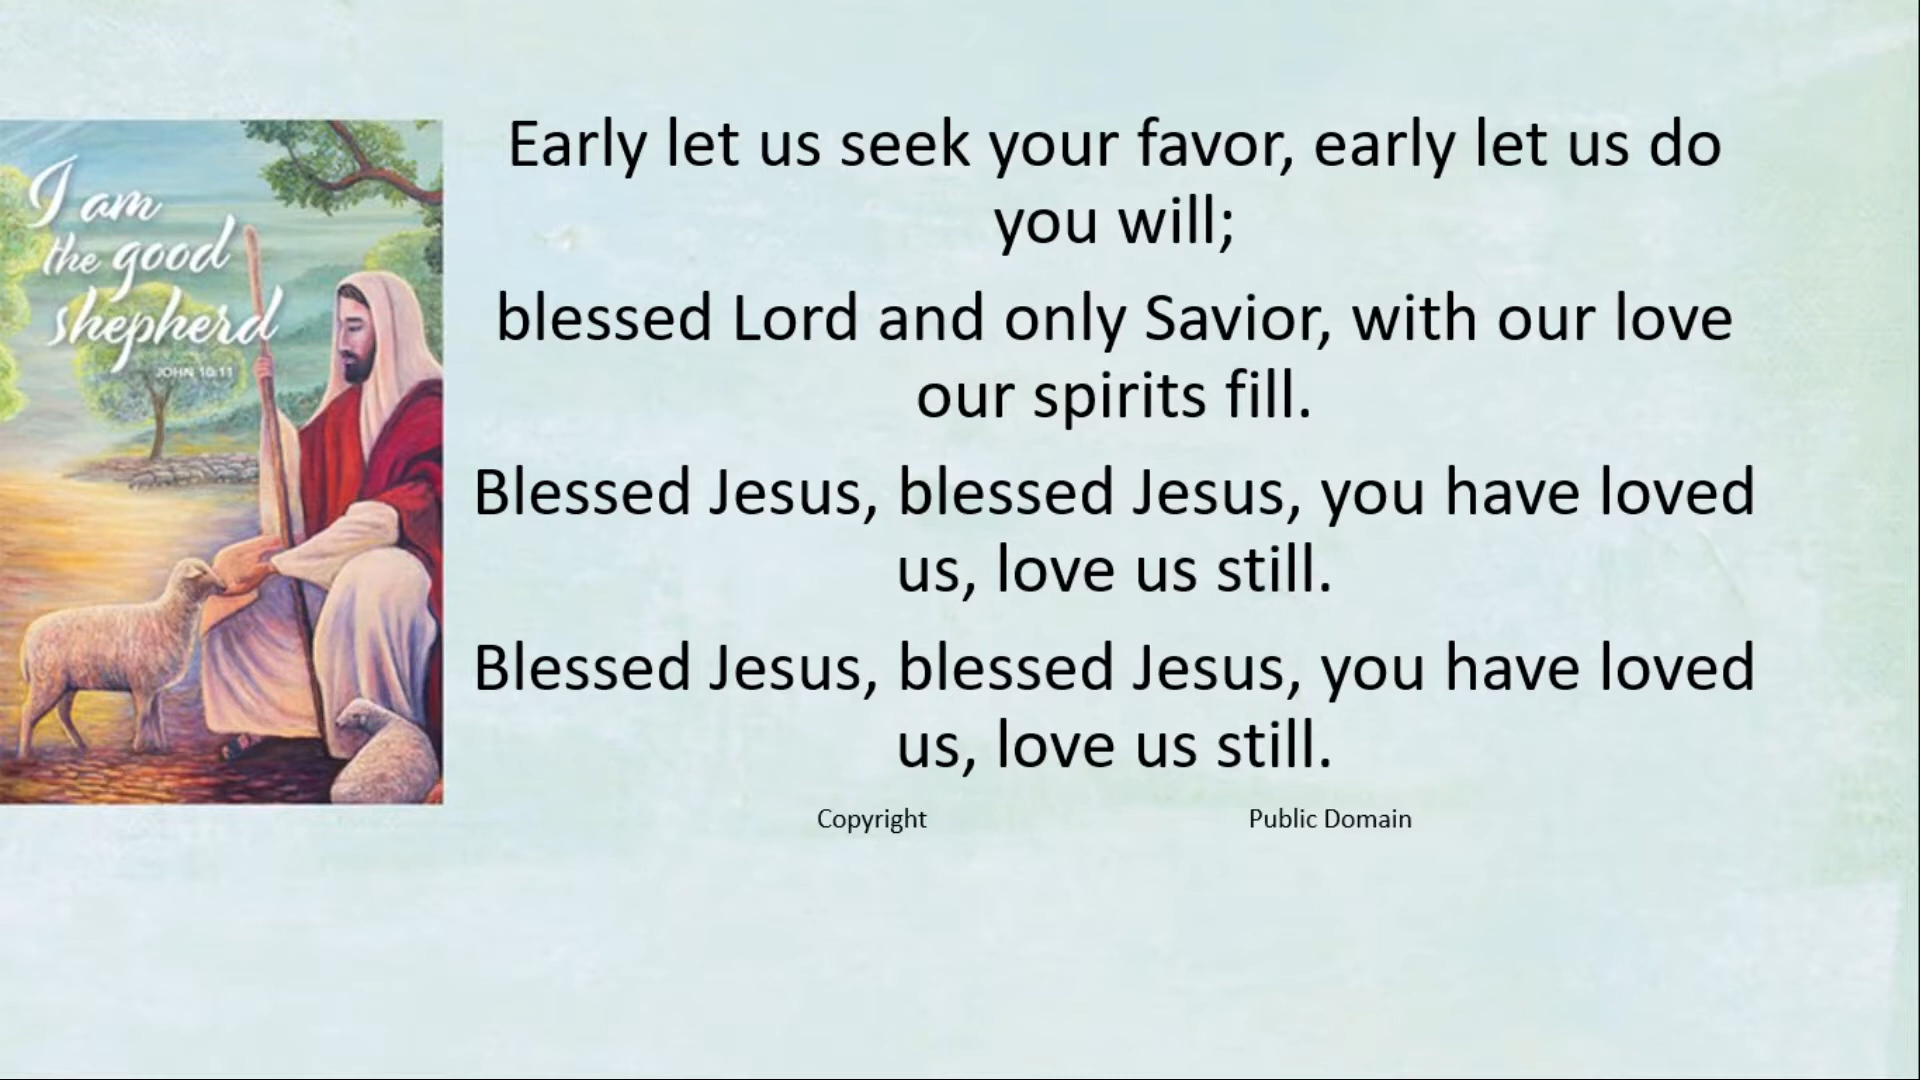 I am
the good
shepherd
JOHN 10:11
Early let us seek your favor, early let us do
you will;
blessed Lord and only Savior, with our love
our spirits fill.
Blessed Jesus, blessed Jesus, you have loved
us, love us still.
Blessed Jesus, blessed Jesus, you have loved
us, love us still.
Copyright Public Domain